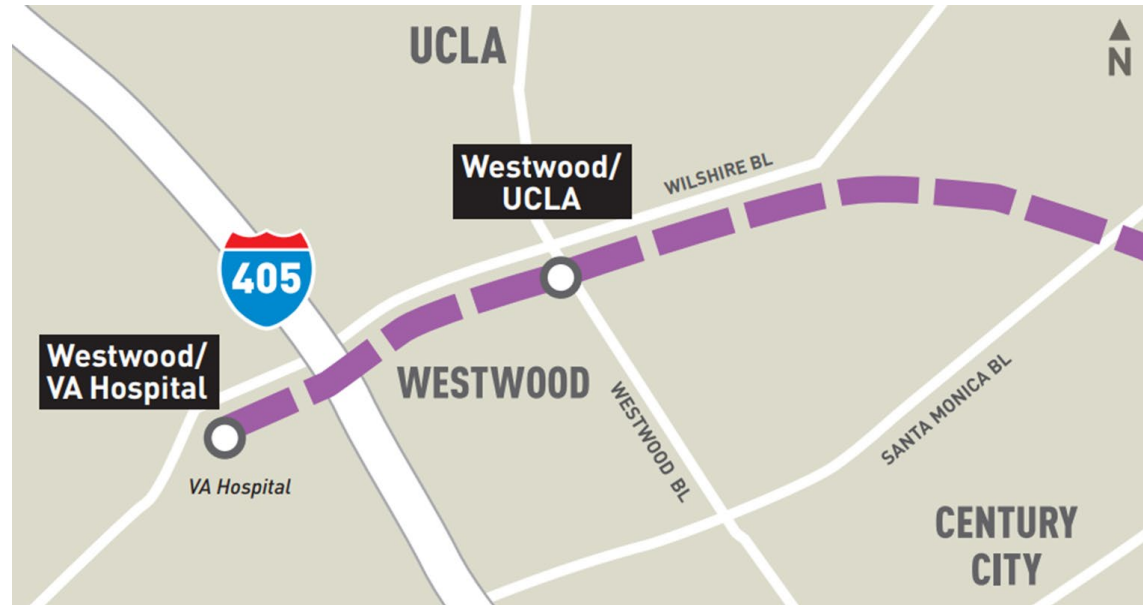 UCLA
N
Westwood/
UCLA
WILSHIRE BL
405
Westwood/
VA Hospital
WESTWOOD
WESTWOOD BL
SANTA MONICA BL
VA Hospital
CENTURY
CITY